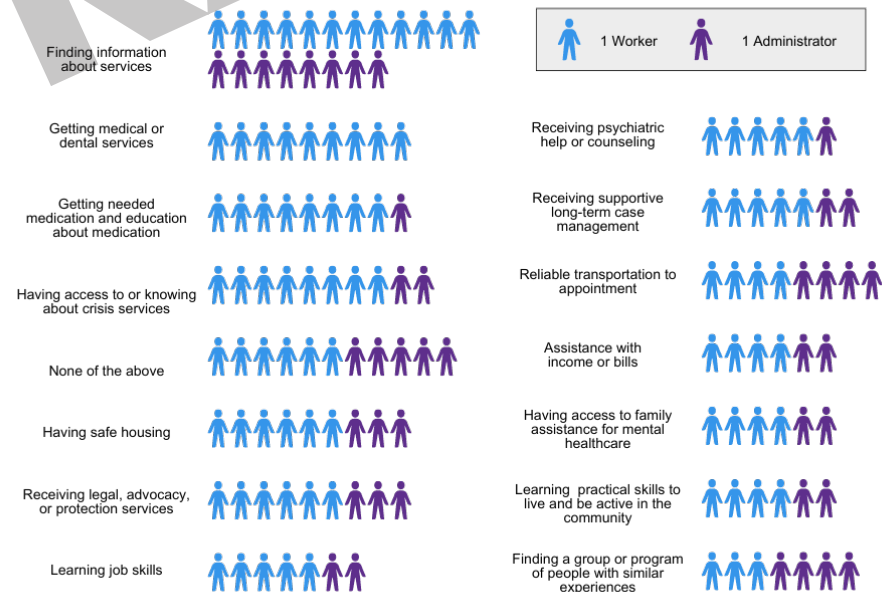 Finding information
about services
1 Worker
1 Administrator
Getting medical or
dental services
Getting needed
medication and education
about medication
Having access to or knowing
about crisis services
None of the above
Having safe housing
Receiving legal, advocacy,
or protection services
Learning job skills
Receiving psychiatric
help or counseling
Receiving supportive
long-term case
management
Reliable transportation to
appointment
Assistance with
income or bills
Having access to family
assistance for mental
healthcare
Learning practical skills to
live and be active in the
community
Finding a group or program
of people with similar
experiences